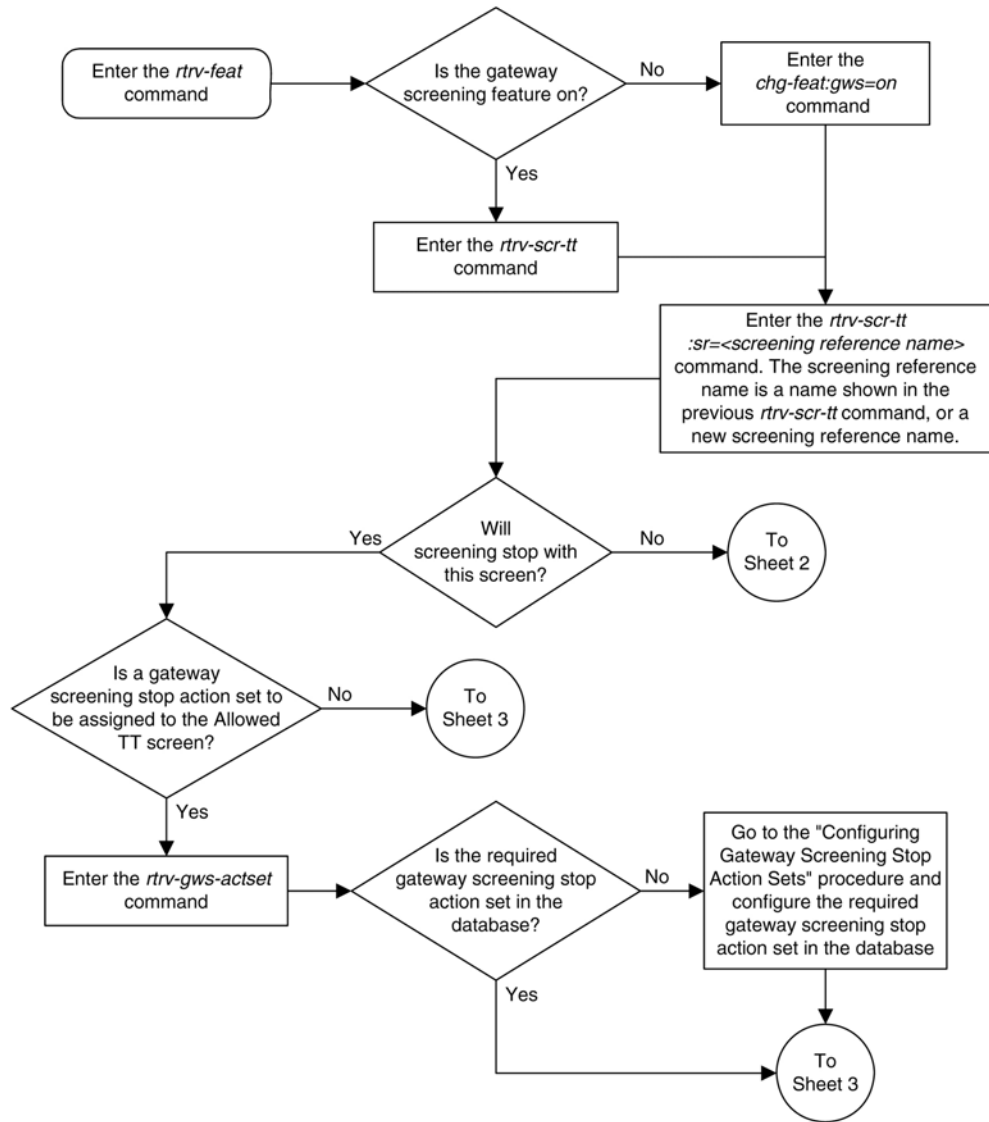 Enter the rtrv-feat
command
Is the gateway
screening feature on?
No
Enter the
chg-feat:gws=on
command
Yes
Enter the rtrv-scr-tt
command
Enter the rtrv-scr-tt
:sr=<screening reference name>
command. The screening reference
name is a name shown in the
previous rtrv-scr-tt command, or a
new screening reference name.
Will
screening stop with
this screen?
Yes
No
To
Sheet 2
Is a gateway
screening stop action set to
be assigned to the Allowed
TT screen?
No
To
Sheet 3
Yes
Enter the rtrv-gws-actset
command
Is the required
gateway screening stop
action set in the
database?
No
Go to the "Configuring
Gateway Screening Stop
Action Sets" procedure and
configure the required
gateway screening stop
action set in the database
Yes
To
Sheet 3